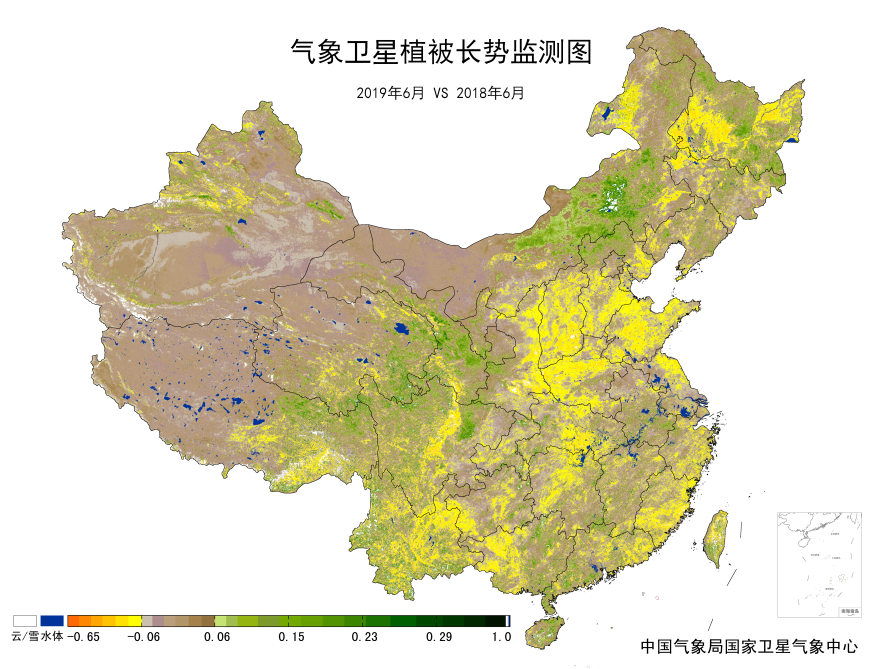 气象卫星植被长势监测图
2019年6月 VS 2018年6月
云/雪 水体 -0.65 -0.06 0.06 0.15 0.23 0.29 1.0
中国气象局国家卫星气象中心